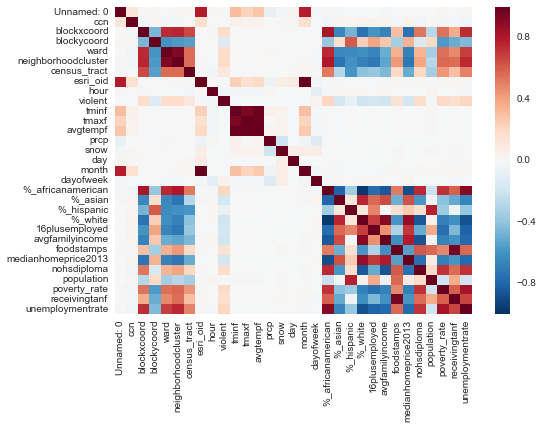 Unnamed: 0
ccn
blockxcoord
blockycoord
ward
neighborhoodcluster
census_tract
esri_oid
hour
violent
tminf
tmaxf
avgtempf
prcp
snow
day
month
dayofweek
%_africanamerican
%_asian
%_hispanic
%_white
16plusemployed
avgfamilyincome
foodstamps
medianhomeprice2013
nohsdiploma
population
poverty_rate
receivingtanf
unemploymentrate
0.8
0.4
0.0
−0.4
−0.8
Unnamed: 0
ccn
blockxcoord
blockycoord
ward
neighborhoodcluster
census_tract
esri_oid
hour
violent
tminf
tmaxf
avgtempf
prcp
snow
day
month
dayofweek
%_africanamerican
%_asian
%_hispanic
%_white
16plusemployed
avgfamilyincome
foodstamps
medianhomeprice2013
nohsdiploma
population
poverty_rate
receivingtanf
unemploymentrate